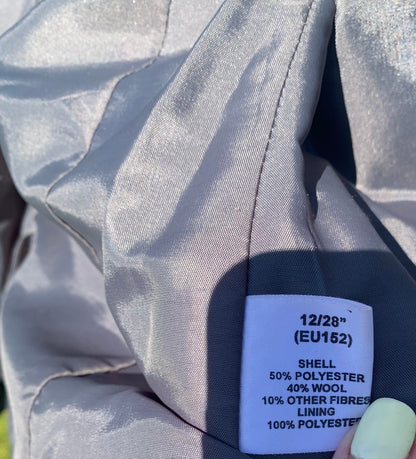 12/28"
(EU152)
SHELL
50% POLYESTER
40% WOOL
10% OTHER FIBRES
LINING
100% POLYESTER